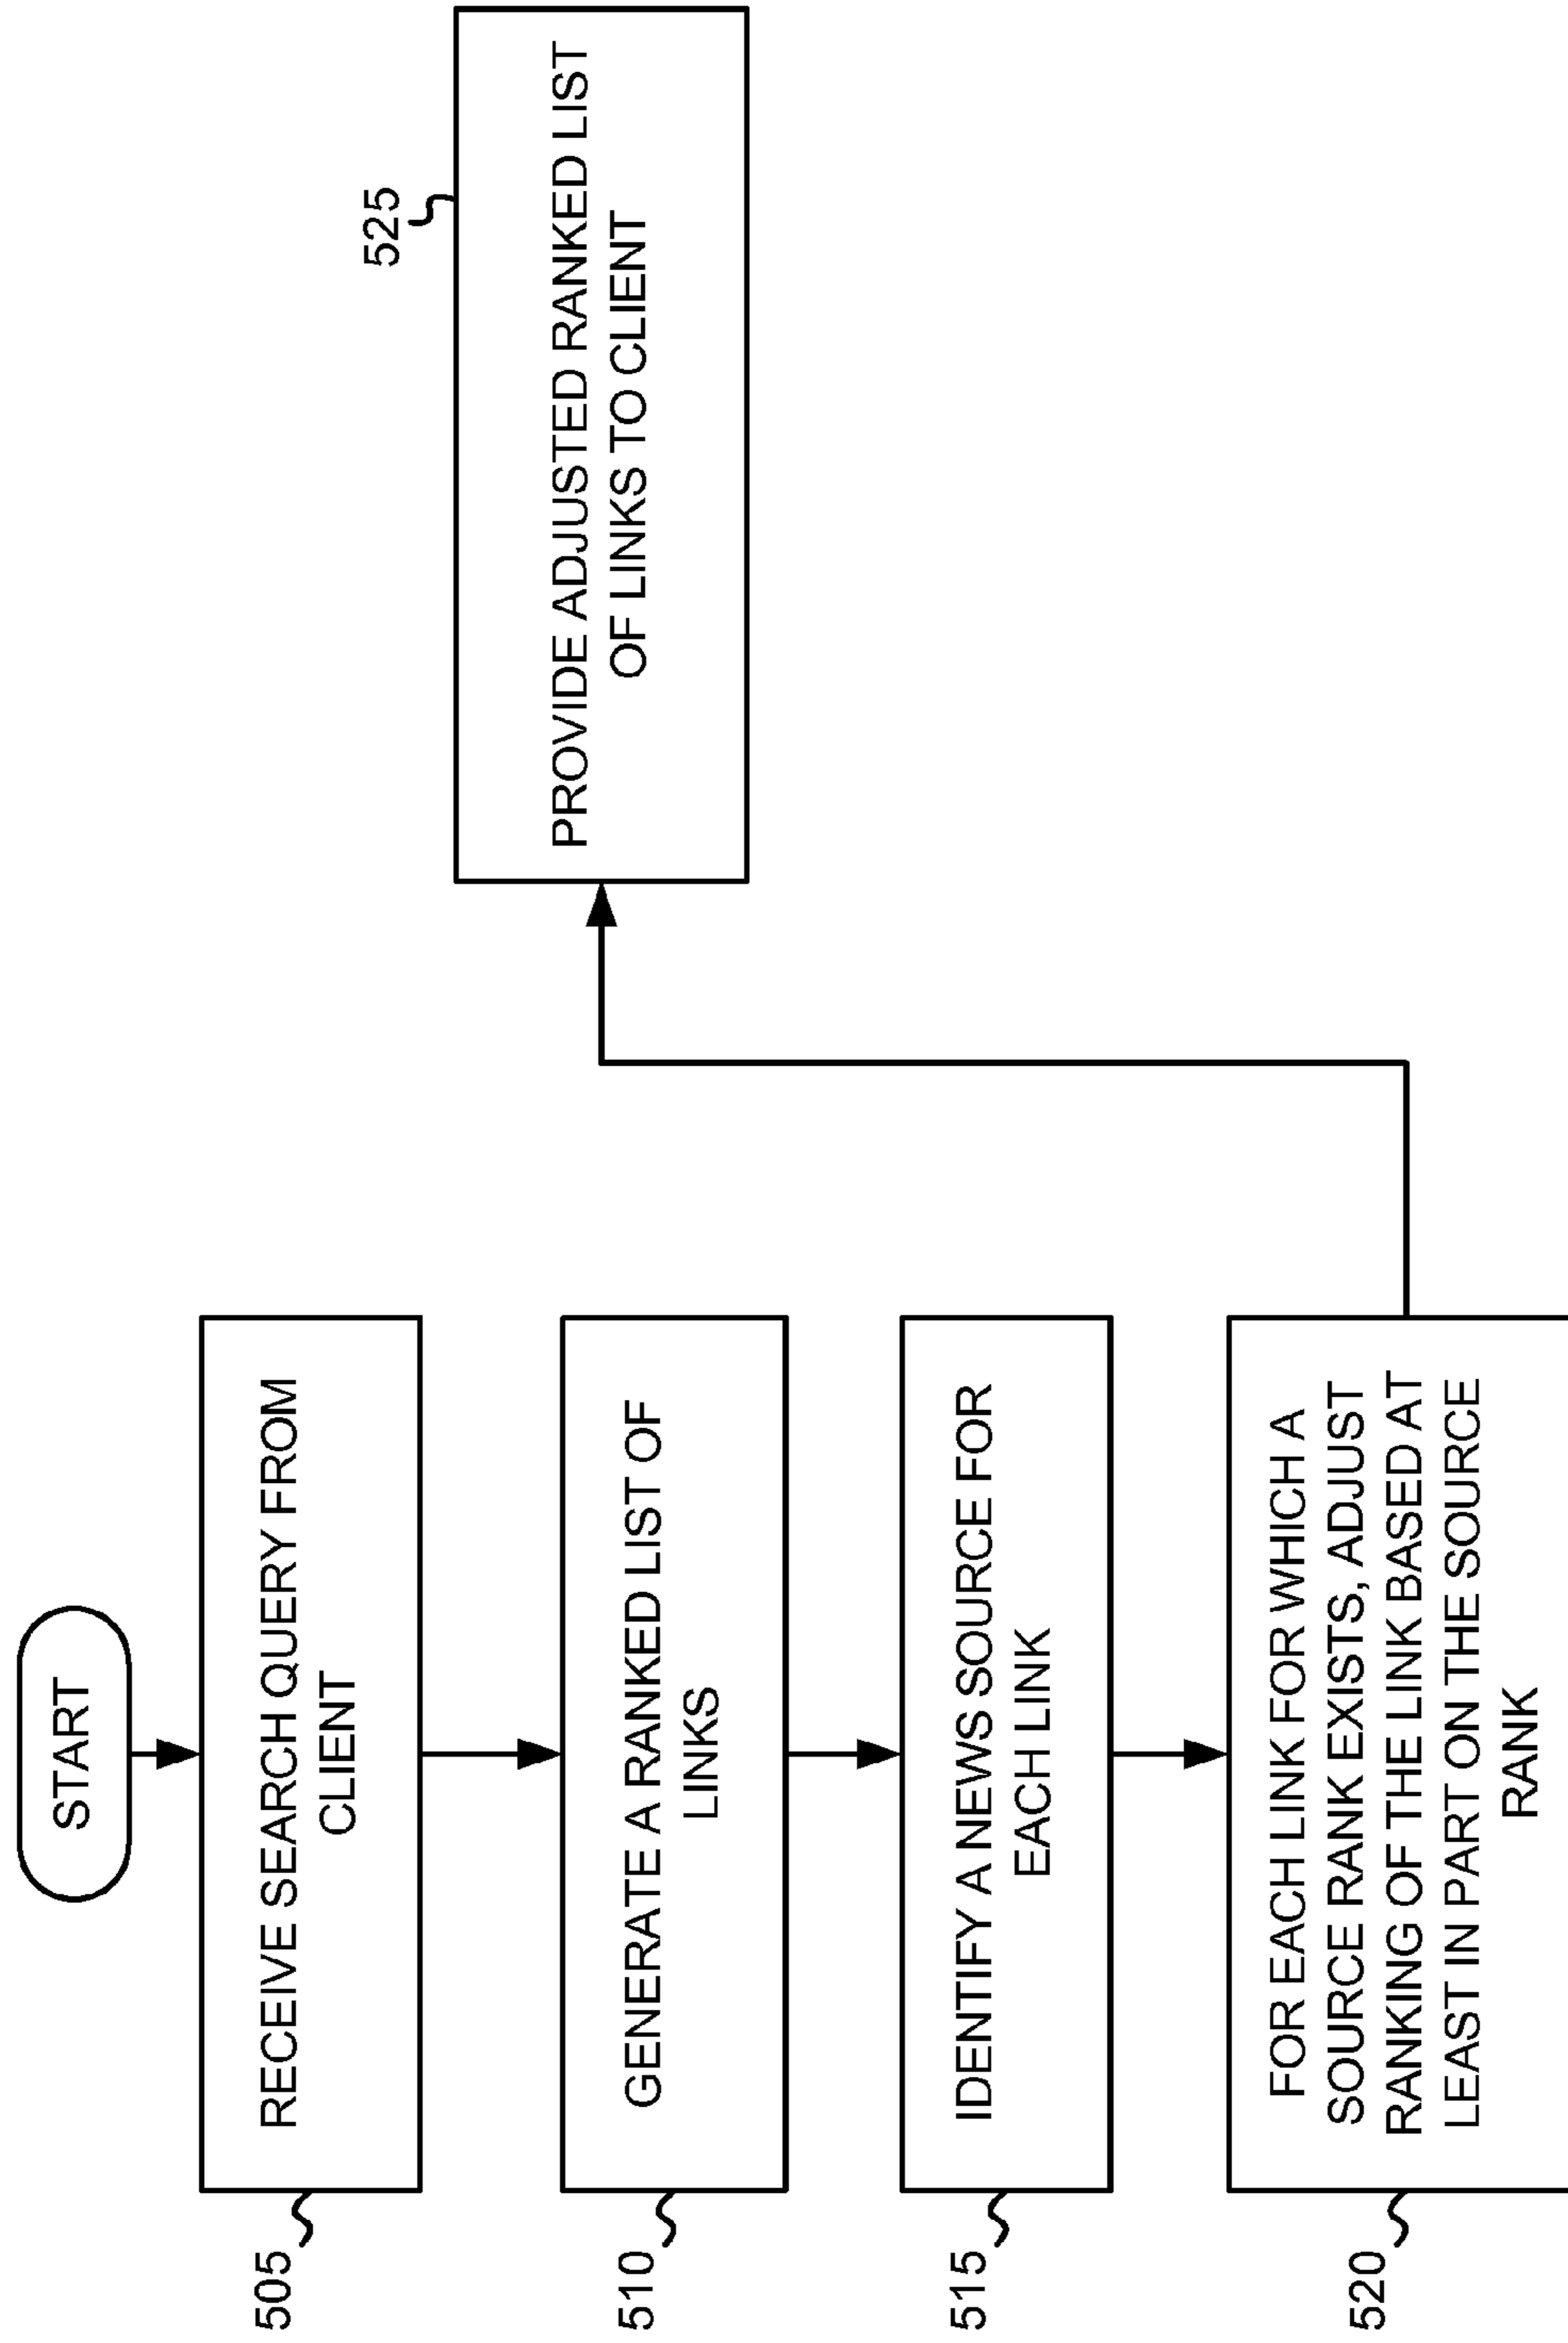 START
505
RECEIVE SEARCH QUERY FROM
CLIENT
510
GENERATE A RANKED LIST OF
LINKS
515
IDENTIFY A NEWS SOURCE FOR
EACH LINK
520
FOR EACH LINK FOR WHICH A
SOURCE RANK EXISTS, ADJUST
RANKING OF THE LINK BASED AT
LEAST IN PART ON THE SOURCE
RANK
525
PROVIDE ADJUSTED RANKED LIST
OF LINKS TO CLIENT